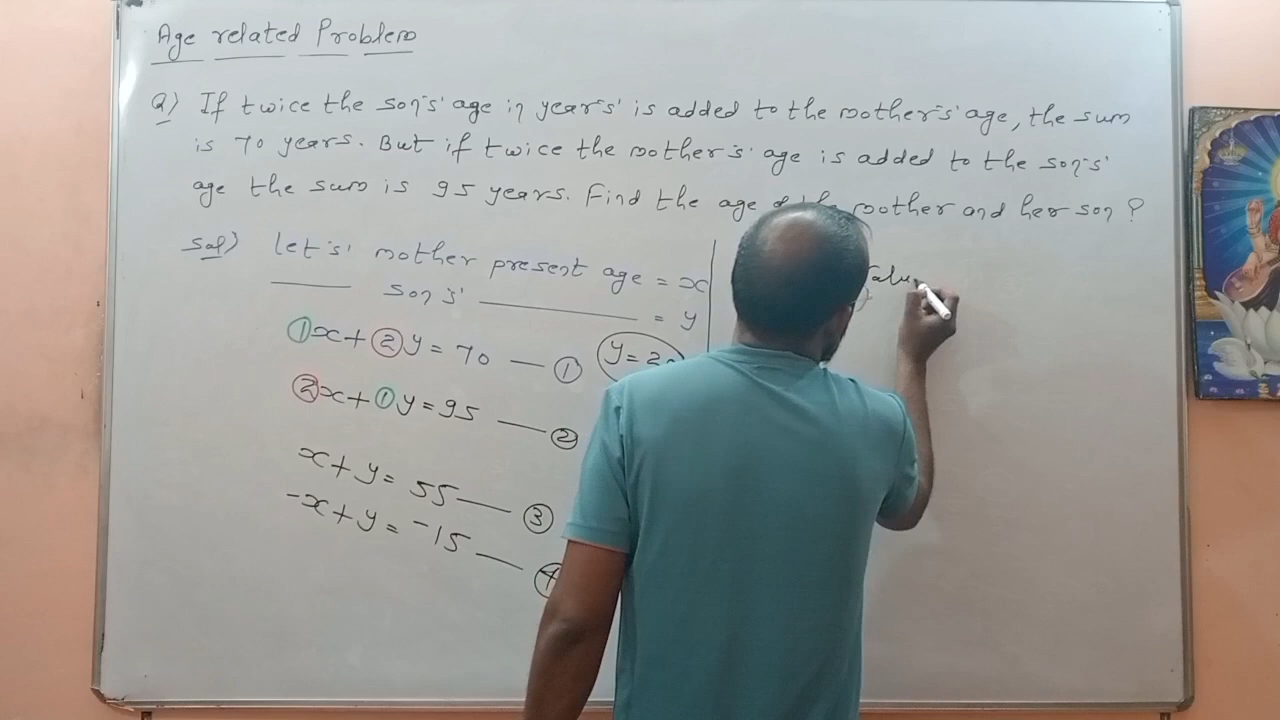 Age related Problem
Q) If twice the son's' age in year's' is added to the mother's' age, the sum
is 70 years. But if twice the mother's' age is added to the son's'
age the sum is 95 years. Find the age mother and her son ?
Sol) let's' mother present age = x
son's' = y
①x+②y=70 — ①
②x+①y=95 — ②
x+y=55 — ③
-x+y=-15 — ④
y=20
Valu